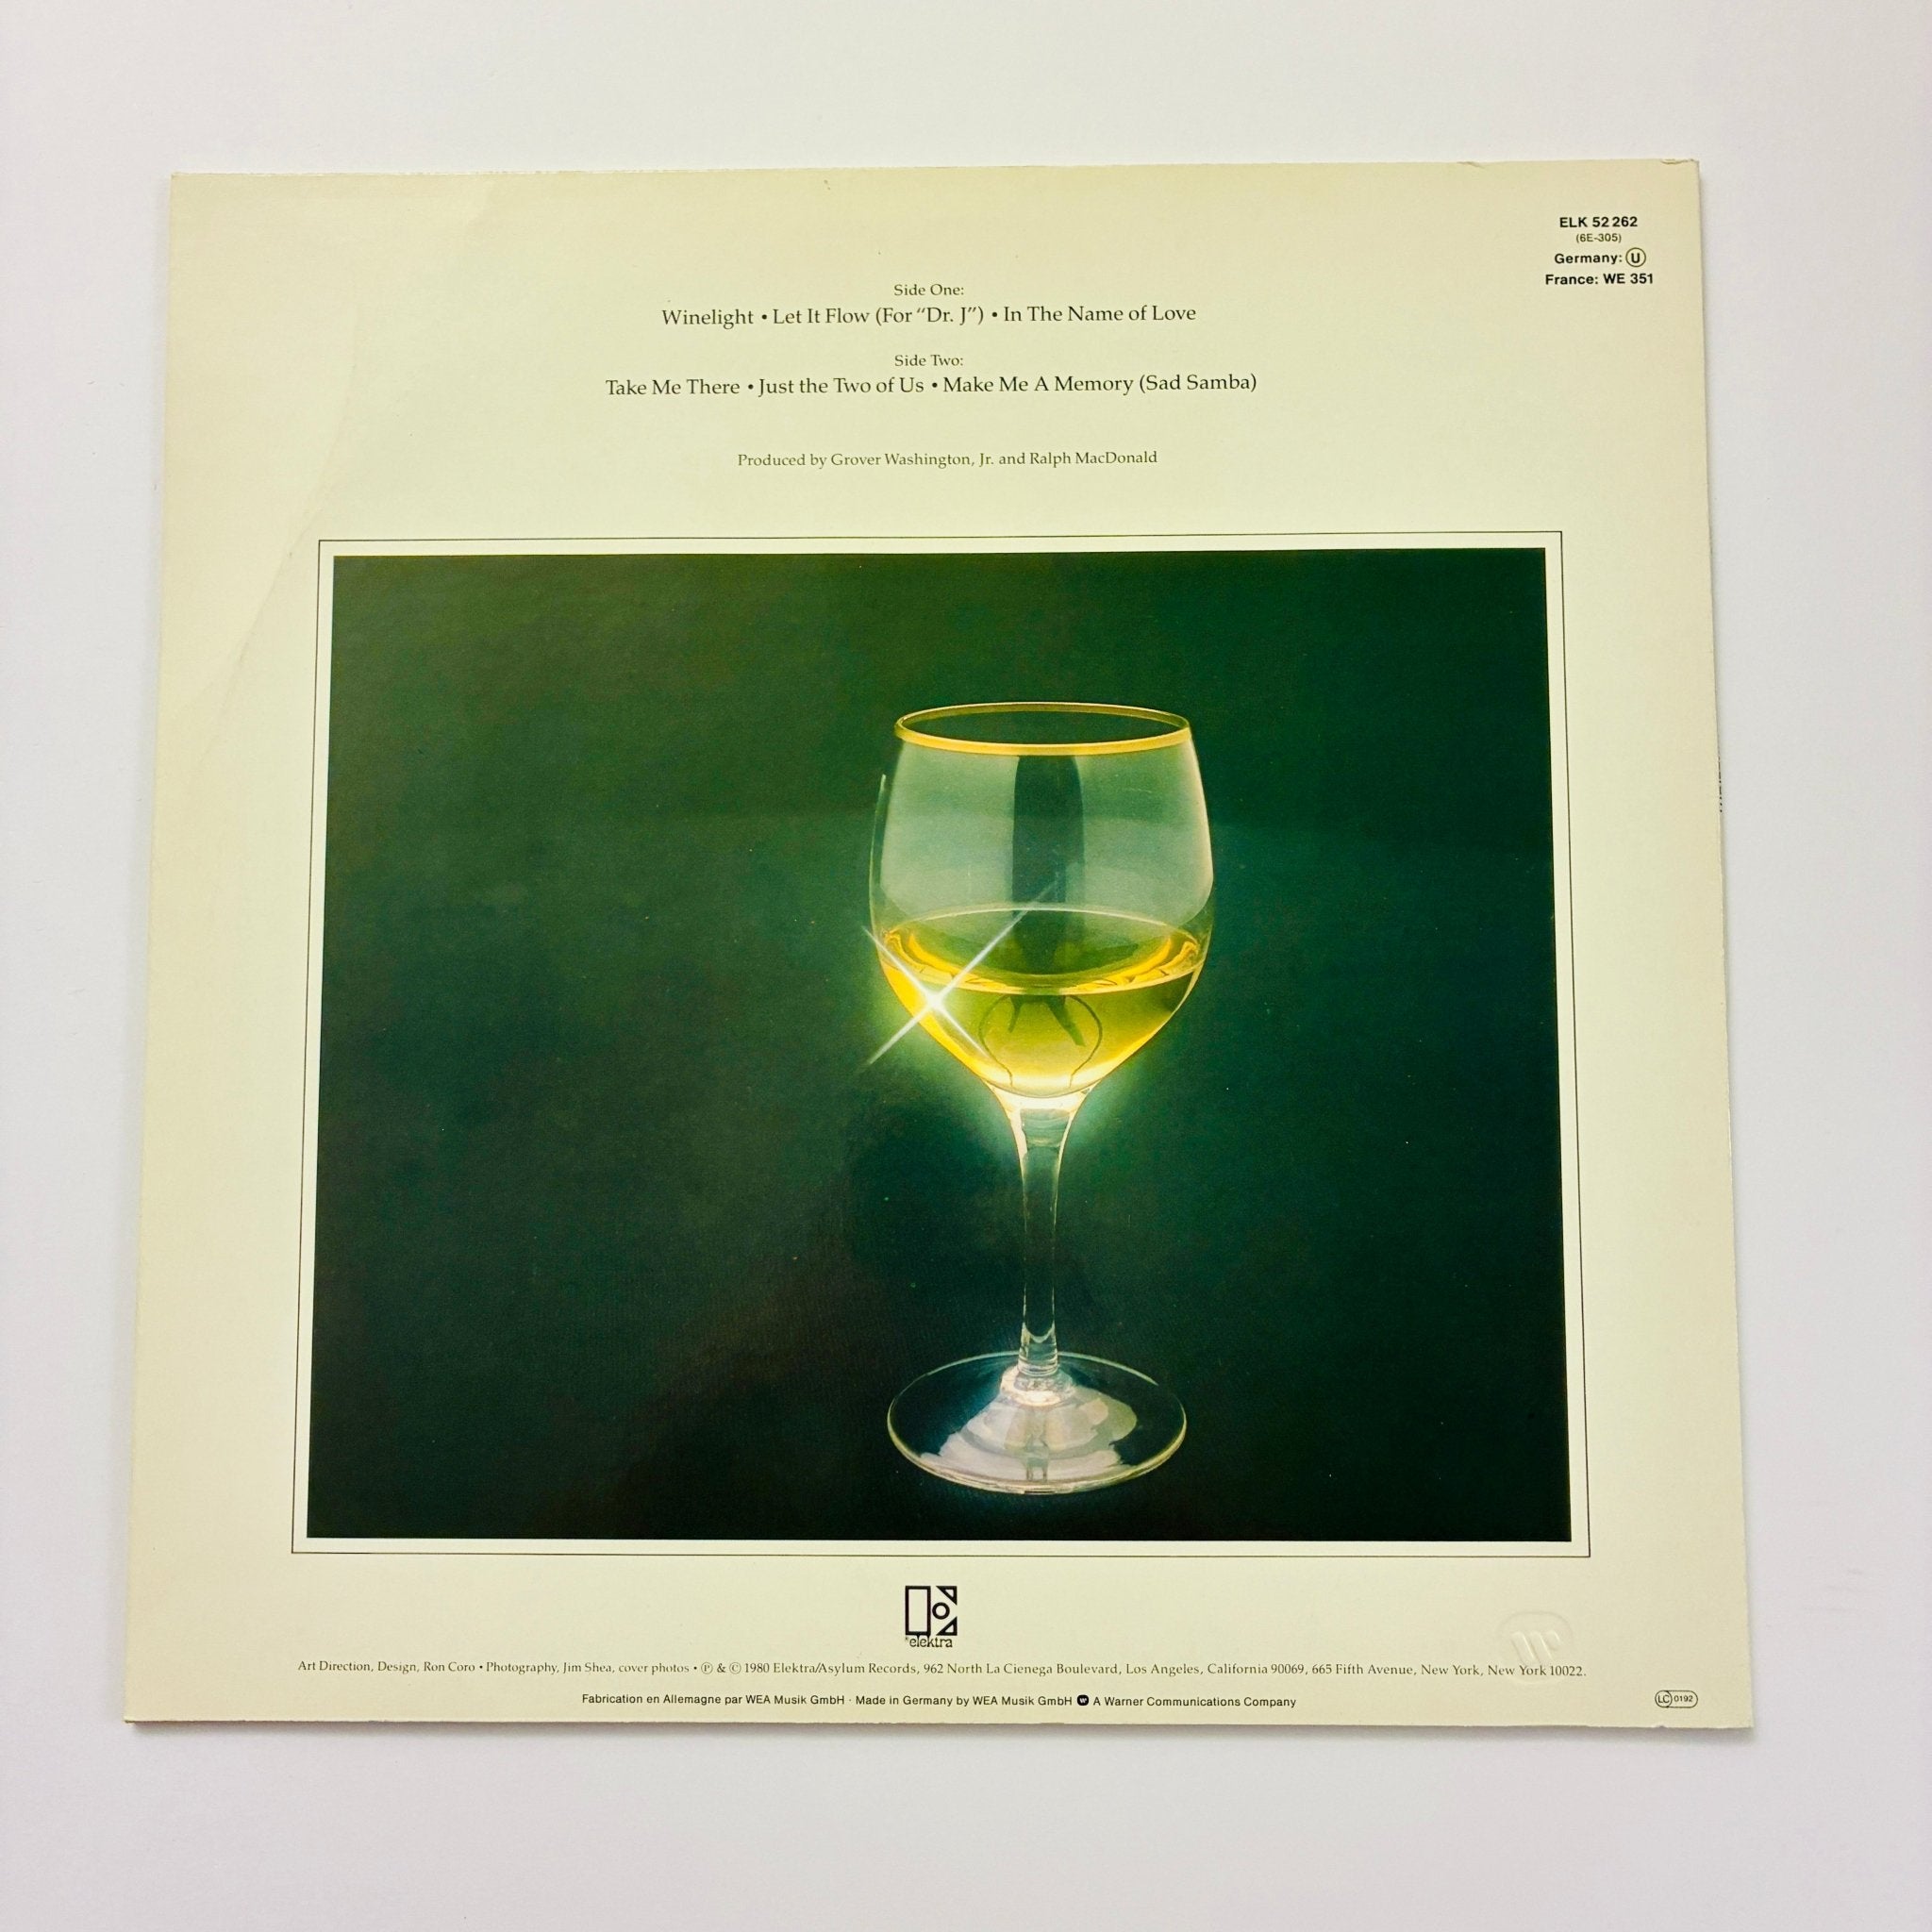 ELK 52 262
(6E-305)
Germany: U
France: WE 351
Side One:
Winelight • Let It Flow (For “Dr. J”) • In The Name of Love
Side Two:
Take Me There • Just the Two of Us • Make Me A Memory (Sad Samba)
Produced by Grover Washington, Jr. and Ralph MacDonald
elektra
Art Direction, Design, Ron Coro • Photography, Jim Shea, cover photos • ℗ & © 1980 Elektra/Asylum Records, 962 North La Cienega Boulevard, Los Angeles, California 90069, 665 Fifth Avenue, New York, New York 10022.
Fabrication en Allemagne par WEA Musik GmbH · Made in Germany by WEA Musik GmbH W A Warner Communications Company
LC 0192